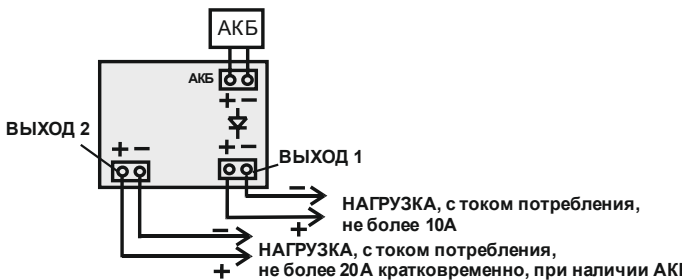 АКБ
АКБ
+ −
+ −
ВЫХОД 2
+ −
ВЫХОД 1
−
НАГРУЗКА, с током потребления,
+
не более 10А
−
НАГРУЗКА, с током потребления,
+
не более 20А кратковременно, при наличии АКБ